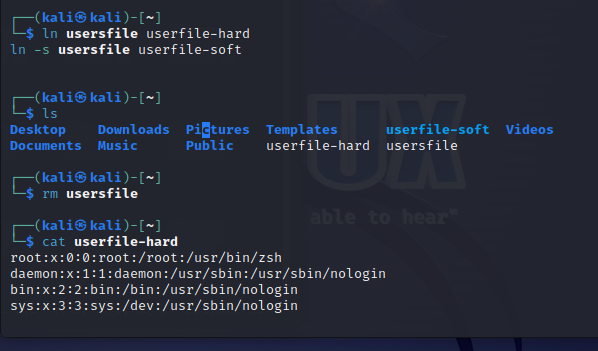 ┌──(kali㉿kali)-[~]
└─$ ln usersfile userfile-hard
ln -s usersfile userfile-soft
┌──(kali㉿kali)-[~]
└─$ ls
Desktop Downloads Pictures Templates userfile-soft Videos
Documents Music Public userfile-hard usersfile
┌──(kali㉿kali)-[~]
└─$ rm usersfile
┌──(kali㉿kali)-[~]
└─$ cat userfile-hard
root:x:0:0:root:/root:/usr/bin/zsh
daemon:x:1:1:daemon:/usr/sbin:/usr/sbin/nologin
bin:x:2:2:bin:/bin:/usr/sbin/nologin
sys:x:3:3:sys:/dev:/usr/sbin/nologin
UX
able to hear"